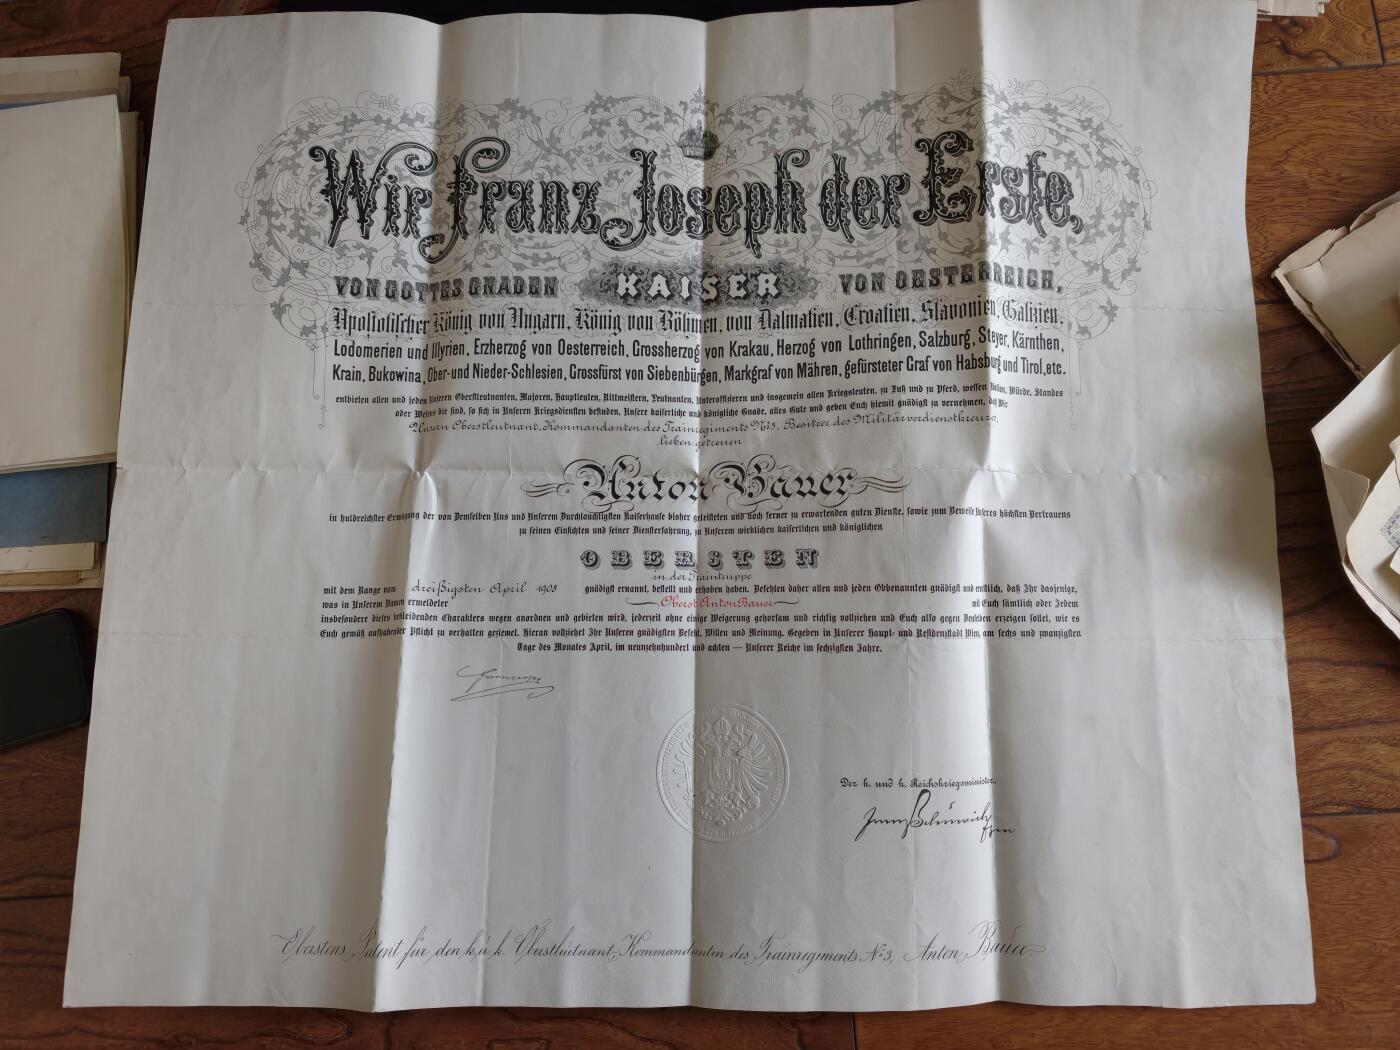 Wir Franz Joseph der Erste,
VON GOTTES GNADEN KAISER VON OESTERREICH,
Apostolischer König von Ungarn, König von Böhmen, von Dalmatien, Croatien, Slavonien, Galizien,
Lodomerien und Illyrien, Erzherzog von Oesterreich, Grossherzog von Krakau, Herzog von Lothringen, Salzburg, Steyer, Kärnthen,
Krain, Bukowina, Ober- und Nieder-Schlesien, Grossfürst von Siebenbürgen, Markgraf von Mähren, gefürsteter Graf von Habsburg und Tirol, etc.
entbieten allen und jeden Unseren Oberstleutnanten, Majoren, Hauptleuten, Rittmeistern, Leutnanten, Unteroffizieren und insgemein allen Kriegsleuten, zu Fuß und zu Pferd, wessen Nation, Würde, Standes
oder Wesens die sind, so sich in Unseren Kriegsdiensten befinden, Unsere kaiserliche und königliche Gnade, alles Gute und geben Euch hiemit gnädigst zu vernehmen, daß Wir
Unsern Oberstleutnant, Kommandanten des Trainregiments No 3, Besitzer des Militärverdienstkreuzes,
lieben getreuen
Anton Bauer
in huldreichster Erwägung der von Demselben Uns und Unserem Durchlauchtigsten Kaiserhause bisher geleisteten und noch ferner zu erwartenden guten Dienste, sowie zum Beweise Unseres höchsten Vertrauens
zu seinen Einsichten und seiner Diensterfahrung, zu Unserem wirklichen kaiserlichen und königlichen
OBERSTEN
in der Traintruppe
mit dem Range vom dreißigsten April 1908 gnädigst ernannt, bestellt und erhoben haben. Befehlen daher allen und jeden Obbenannten gnädigst und ernstlich, daß Ihr dasjenige,
was in Unserem Namen ermeldeter Oberst Anton Bauer mit Euch sämtlich oder Jedem
insbesondere dieses bekleidenden Charakters wegen anordnen und gebieten wird, jederzeit ohne einige Weigerung gehorsam und richtig vollziehen und Euch also gegen Denselben erzeigen sollet, wie es
Euch gemäß aufhabender Pflicht zu verhalten geziemet. Hieran vollziehet Ihr Unseren gnädigsten Befehl, Willen und Meinung. Gegeben in Unserer Haupt- und Residenzstadt Wien, am sechs und zwanzigsten
Tage des Monates April, im neunzehnhundert und achten — Unserer Reiche im sechzigsten Jahre.
Der k. und k. Reichskriegsminister.
Oberstens Patent für den k. u. k. Oberstleutnant, Kommandanten des Trainregiments No 3, Anton Bauer.